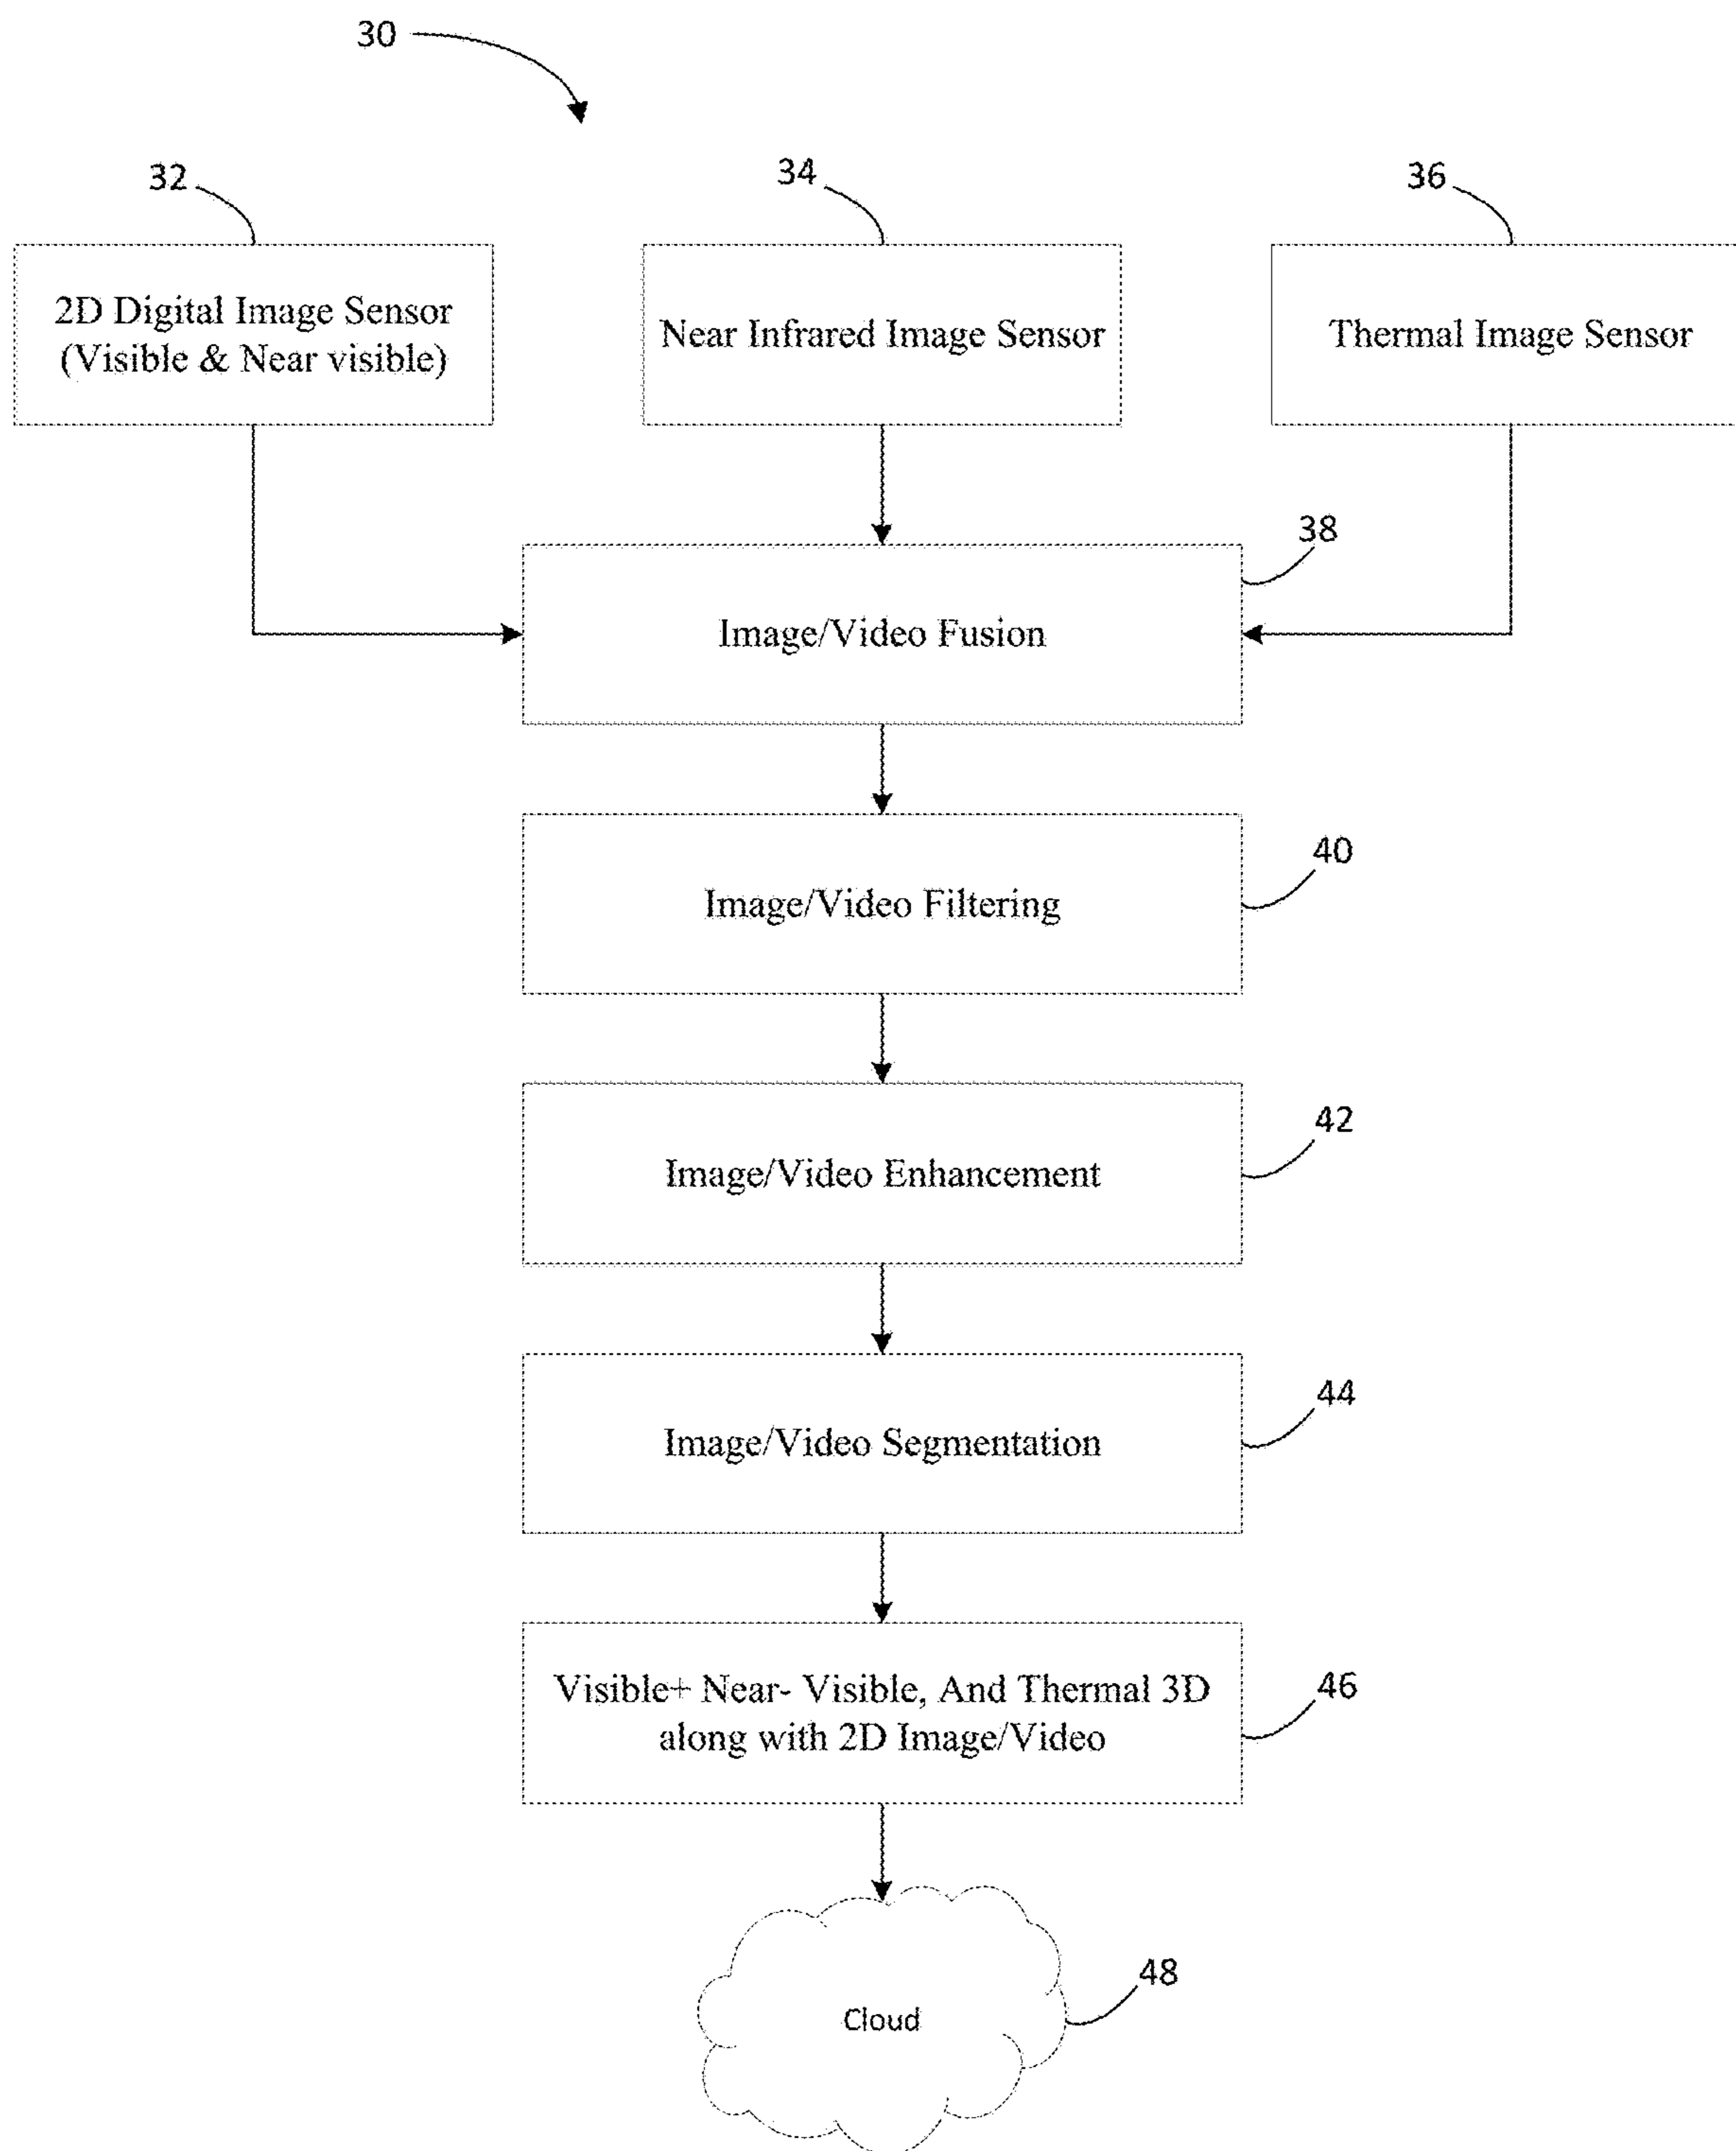 30
32
34
36
2D Digital Image Sensor
(Visible & Near visible)
Near Infrared Image Sensor
Thermal Image Sensor
38
Image/Video Fusion
40
Image/Video Filtering
42
Image/Video Enhancement
44
Image/Video Segmentation
46
Visible+ Near- Visible, And Thermal 3D
along with 2D Image/Video
48
Cloud